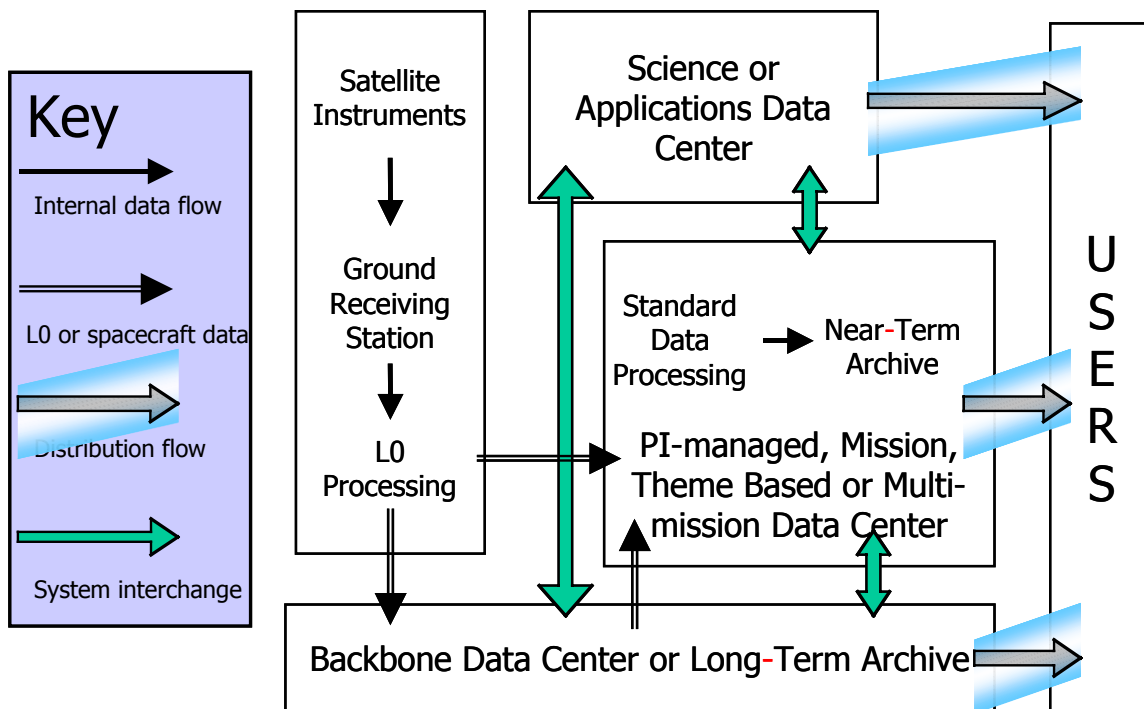 Key
Internal data flow
L0 or spacecraft data
Distribution flow
System interchange
Satellite
Instruments
Ground
Receiving
Station
L0
Processing
Science or
Applications Data
Center
Standard
Data
Processing
Near-Term
Archive
PI-managed, Mission,
Theme Based or Multi-
mission Data Center
Backbone Data Center or Long-Term Archive
U
S
E
R
S